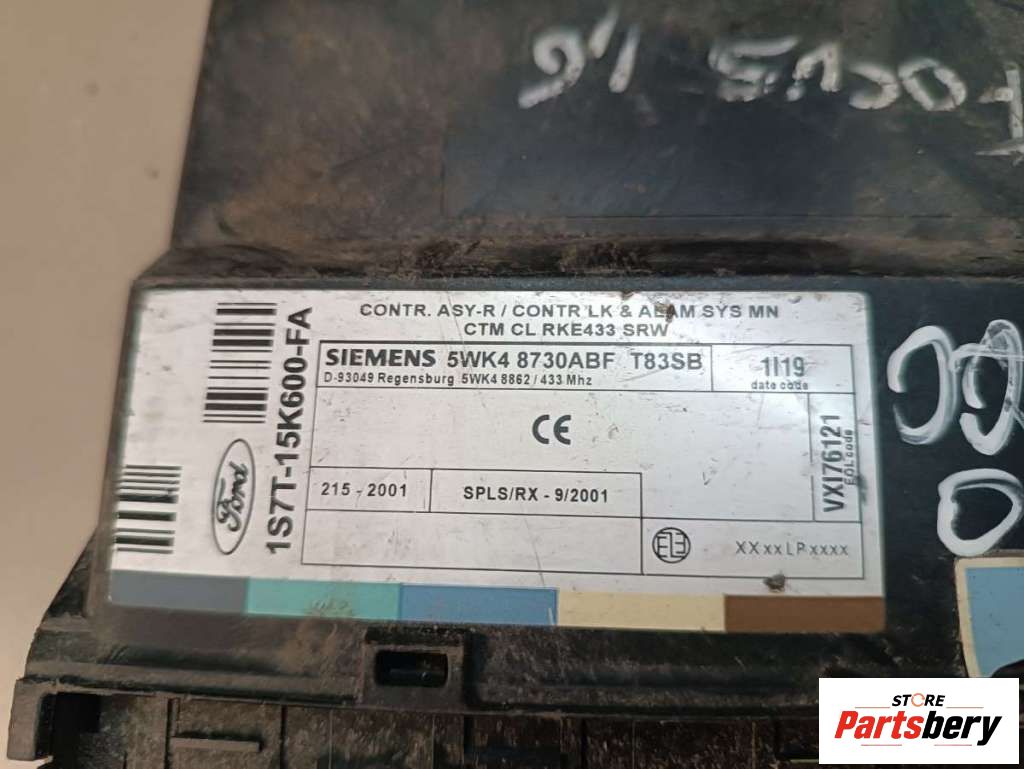 Focus 1,6
CONTR. ASY-R / CONTR LK & ALAM SYS MN
CTM CL RKE433 SRW
SIEMENS 5WK4 8730ABF T83SB
D-93049 Regensburg 5WK4 8862 / 433 Mhz
1I19
date code
VXI76121
EOL code
215 - 2001
SPLS/RX - 9/2001
XXxxLPxxxx
Ford
1S7T-15K600-FA
STORE
Partsbery